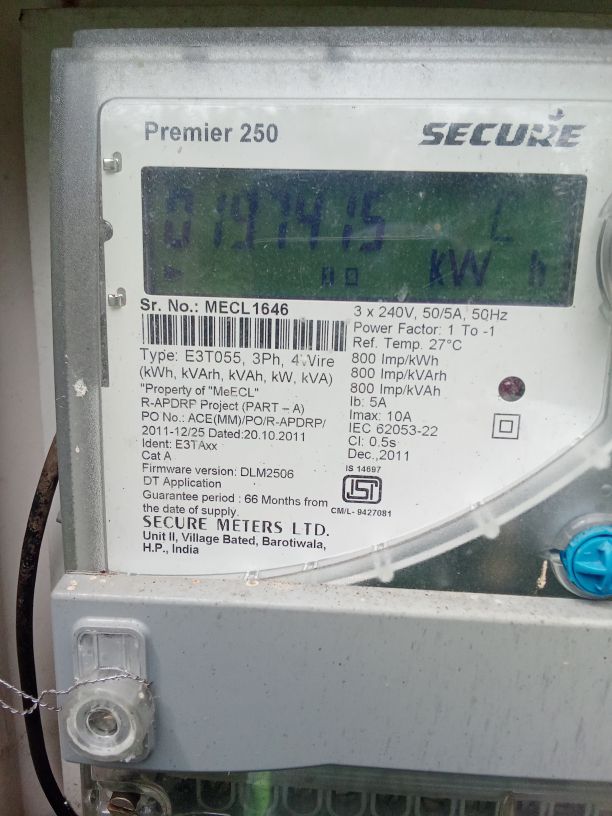 Premier 250
SECURE
0197415 C
kW h
Sr. No.: MECL1646
Type: E3T055, 3Ph, 4 Wire
(kWh, kVArh, kVAh, kW, kVA)
"Property of "MeECL"
R-APDRP Project (PART – A)
PO No.: ACE(MM)/PO/R-APDRP/
2011-12/25 Dated:20.10.2011
Ident: E3TAxx
Cat A
Firmware version: DLM2506
DT Application
Guarantee period : 66 Months from
the date of supply.
SECURE METERS LTD.
Unit II, Village Bated, Barotiwala,
H.P., India
3 x 240V, 50/5A, 50Hz
Power Factor: 1 To -1
Ref. Temp. 27°C
800 Imp/kWh
800 Imp/kVArh
800 Imp/kVAh
Ib: 5A
Imax: 10A
IEC 62053-22
Cl: 0.5s
Dec.,2011
IS 14697
ISI
CM/L- 9427081